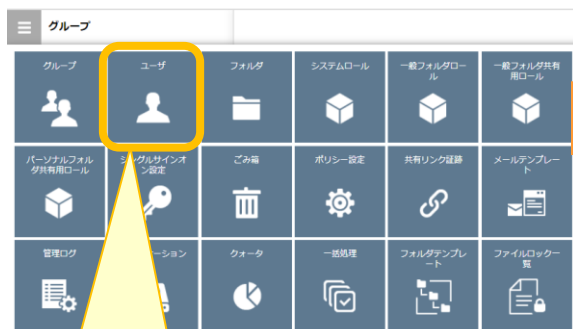 グループ
グループ
ユーザ
フォルダ
システムロール
一般フォルダロー
ル
一般フォルダ共有
用ロール
パーソナルフォル
ダ共有用ロール
シングルサインオ
ン設定
ごみ箱
ポリシー設定
共有リンク証跡
メールテンプレー
ト
管理ログ
ーション
クォータ
一括処理
フォルダテンプレ
ート
ファイルロック一
覧